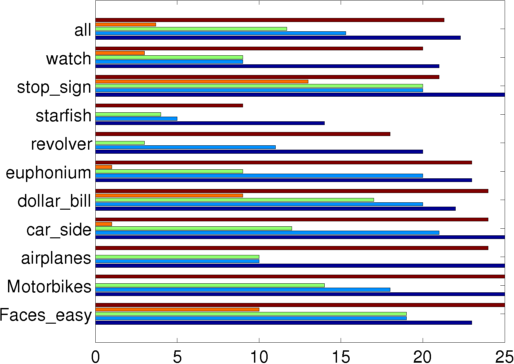 all
watch
stop_sign
starfish
revolver
euphonium
dollar_bill
car_side
airplanes
Motorbikes
Faces_easy
0 5 10 15 20 25